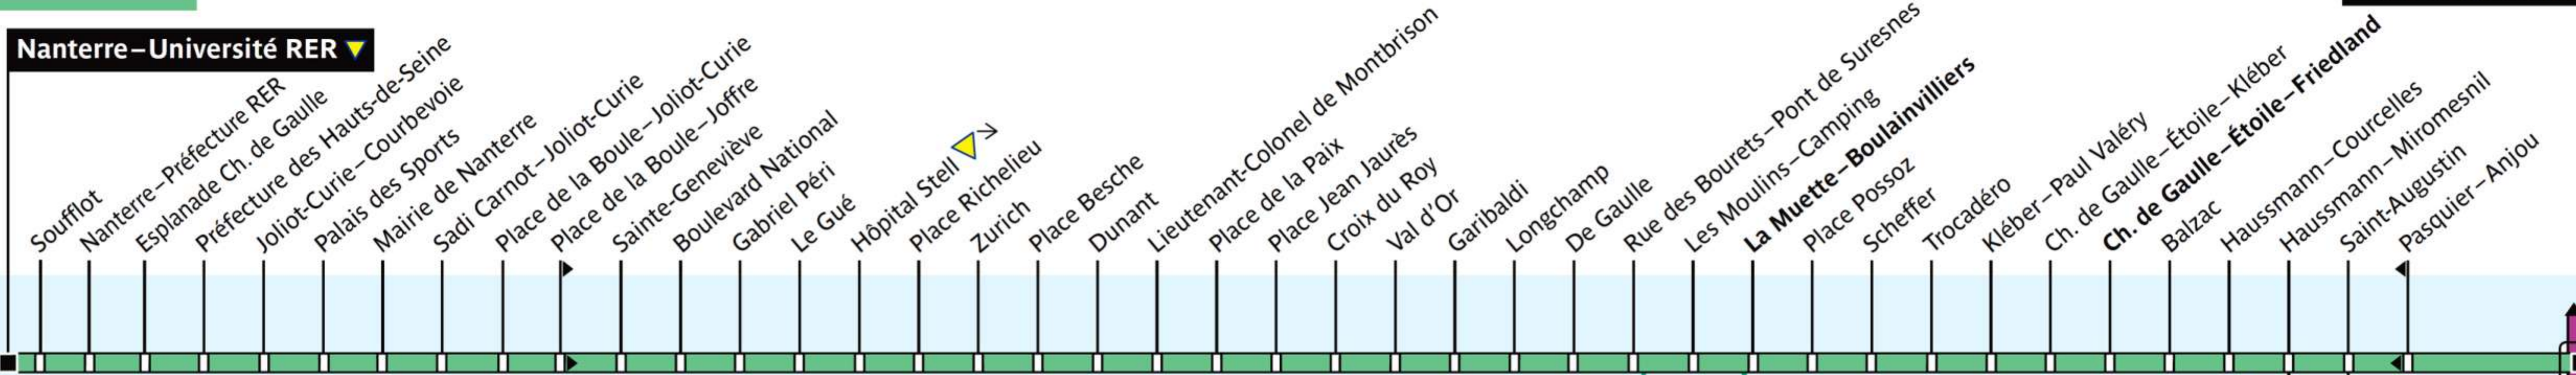 Nanterre–Université RER
Soufflot
Nanterre–Préfecture RER
Esplanade Ch. de Gaulle
Préfecture des Hauts-de-Seine
Joliot-Curie–Courbevoie
Palais des Sports
Mairie de Nanterre
Sadi Carnot–Joliot-Curie
Place de la Boule–Joliot-Curie
Place de la Boule–Joffre
Sainte-Geneviève
Boulevard National
Gabriel Péri
Le Gué
Hôpital Stell
Place Richelieu
Zurich
Place Besche
Dunant
Lieutenant-Colonel de Montbrison
Place de la Paix
Place Jean Jaurès
Croix du Roy
Val d'Or
Garibaldi
Longchamp
De Gaulle
Rue des Bourets–Pont de Suresnes
Les Moulins–Camping
La Muette–Boulainvilliers
Place Possoz
Scheffer
Trocadéro
Kléber–Paul Valéry
Ch. de Gaulle–Étoile–Kléber
Ch. de Gaulle–Étoile–Friedland
Balzac
Haussmann–Courcelles
Haussmann–Miromesnil
Saint-Augustin
Pasquier–Anjou